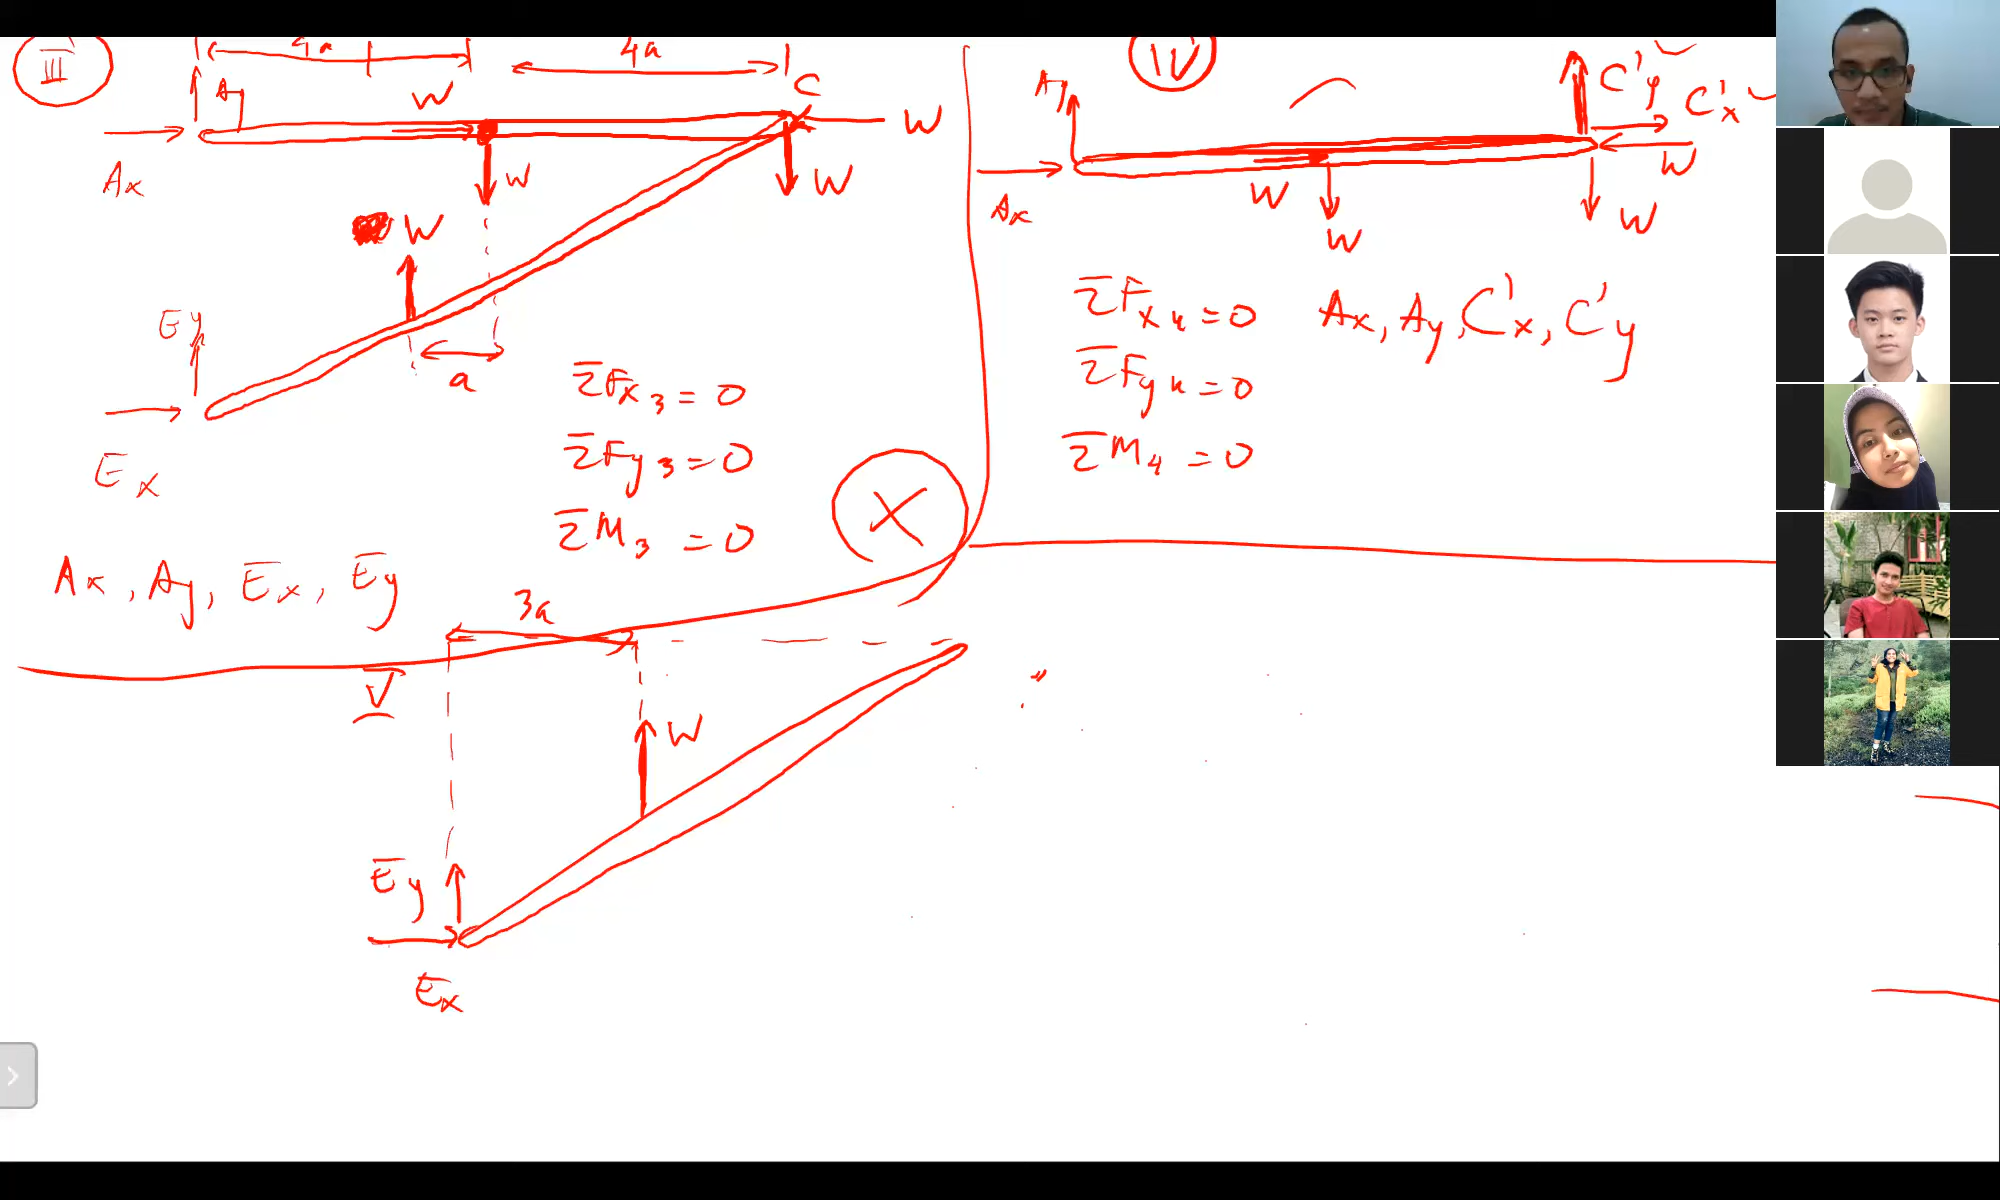 III
4a
4a
Ay
W
C
W
Ax
W
W
W
Ey
a
Ex
ΣFx3 = 0
ΣFy3 = 0
ΣM3 = 0
X
Ax, Ay, Ex, Ey
IV
Ay
C'y
C'x
Ax
W
W
W
W
ΣFx4 = 0 Ax, Ay, C'x, C'y
ΣFy4 = 0
ΣM4 = 0
3a
V
W
Ey
Ex